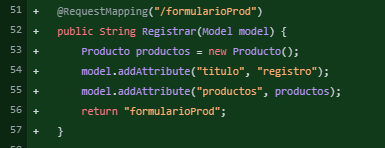 51 + @RequestMapping("/formularioProd")
52 + public String Registrar(Model model) {
53 + Producto productos = new Producto();
54 + model.addAttribute("titulo", "registro");
55 + model.addAttribute("productos", productos);
56 + return "formularioProd";
57 + }